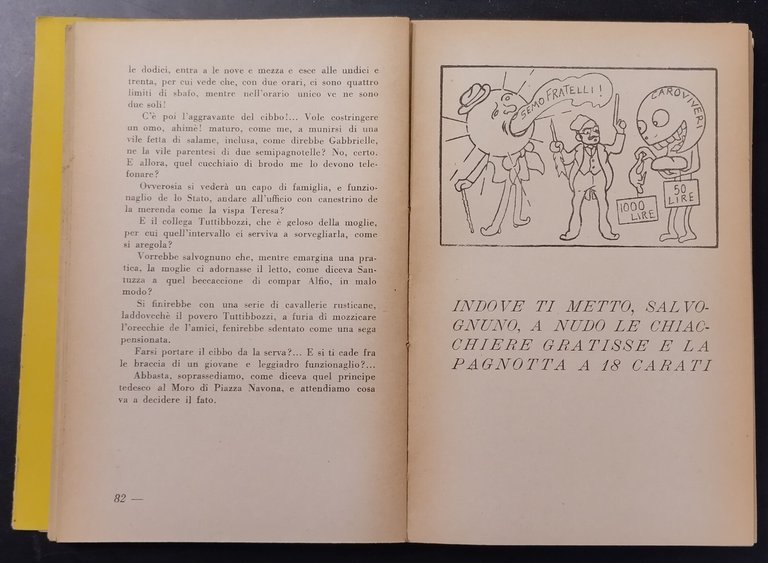 le dodici, entra a le nove e mezza e esce alle undici e
trenta, per cui vede che, con due orari, ci sono quattro
limiti di sbafo, mentre nell'orario unico ve ne sono
due soli!
C'è poi l'aggravante del cibbo!... Vole costringere
un omo, ahimè! maturo, come me, a munirsi di una
vile fetta di salame, inclusa, come direbbe Gabbrielle,
ne la vile parentesi di due semipagnotelle? No, certo.
E allora, quel cucchiaio di brodo me lo devono tele-
fonare?
Ovverosia si vederà un capo di famiglia, e funzio-
naglio de lo Stato, andare all'uffificio con canestrino de
la merenda come la vispa Teresa?
E il collega Tuttibbozzi, che è geloso della moglie,
per cui quell'intervallo ci serviva a sorvegliarla, come
si aregola?
Vorrebbe salvognuno che, mentre emargina una pra-
tica, la moglie ci adornasse il letto, come diceva San-
tuzza a quel beccaccione di compar Alfio, in malo
modo?
Si finirebbe con una serie di cavallerie rusticane,
laddovechè il povero Tuttibbozzi, a furia di mozzicare
l'orecchie de l'amici, fenirebbe sdentato come una sega
pensionata.
Farsi portare il cibbo da la serva?... E si ti cade fra
le braccia di un giovane e leggiadro funzionaglio?...
Abbasta, soprassediamo, come diceva quel principe
tedesco al Moro di Piazza Navona, e attendiamo cosa
va a decidere il fato.
82 —
SEMO FRATELLI!
CAROVIVERI
1000
LIRE
50
LIRE
INDOVE TI METTO, SALVO-
GNUNO, A NUDO LE CHIAC-
CHIERE GRATISSE E LA
PAGNOTTA A 18 CARATI